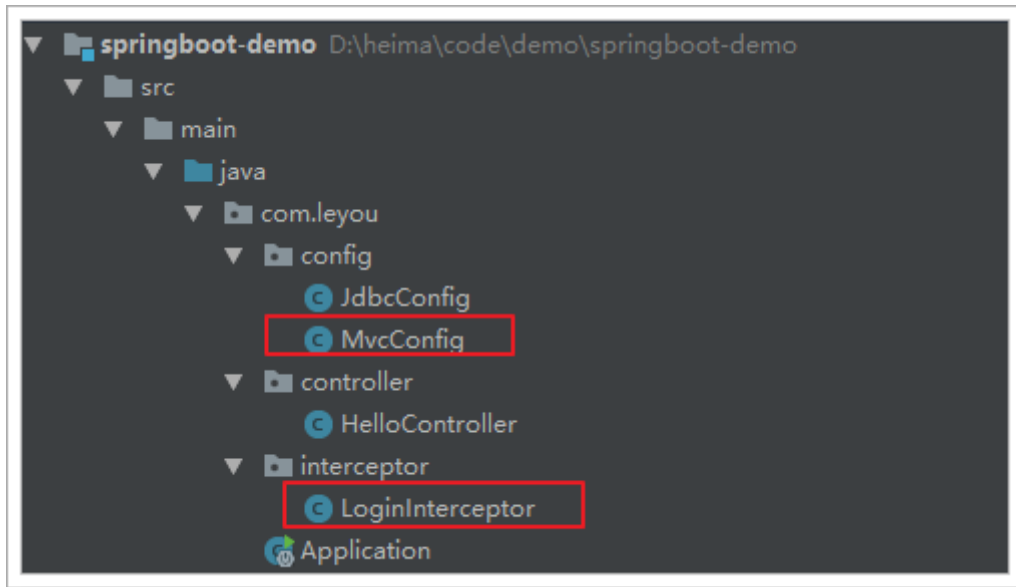 springboot-demo D:\heima\code\demo\springboot-demo
src
main
java
com.leyou
config
JdbcConfig
MvcConfig
controller
HelloController
interceptor
LoginInterceptor
Application